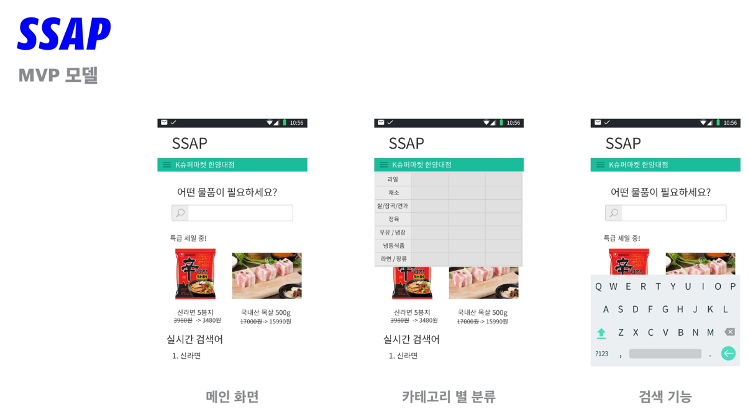 SSAP
MVP 모델
10:56
SSAP
K슈퍼마켓 한양대점
어떤 물품이 필요하세요?
특급 세일 중!
辛
신라면 5봉지
3980원 -> 3480원
국내산 목살 500g
17000원 -> 15990원
실시간 검색어
1. 신라면
메인 화면
10:56
SSAP
K슈퍼마켓 한양대점
과일
채소
쌀/잡곡/견과
정육
우유 / 냉장
냉동식품
라면 / 장류
신라면 5봉지
3980원 -> 3480원
국내산 목살 500g
17000원 -> 15990원
실시간 검색어
1. 신라면
카테고리 별 분류
10:56
SSAP
K슈퍼마켓 한양대점
어떤 물품이 필요하세요?
특급 세일 중!
辛
Q W E R T Y U I O P
A S D F G H J K L
Z X C V B N M
?123 , .
검색 기능